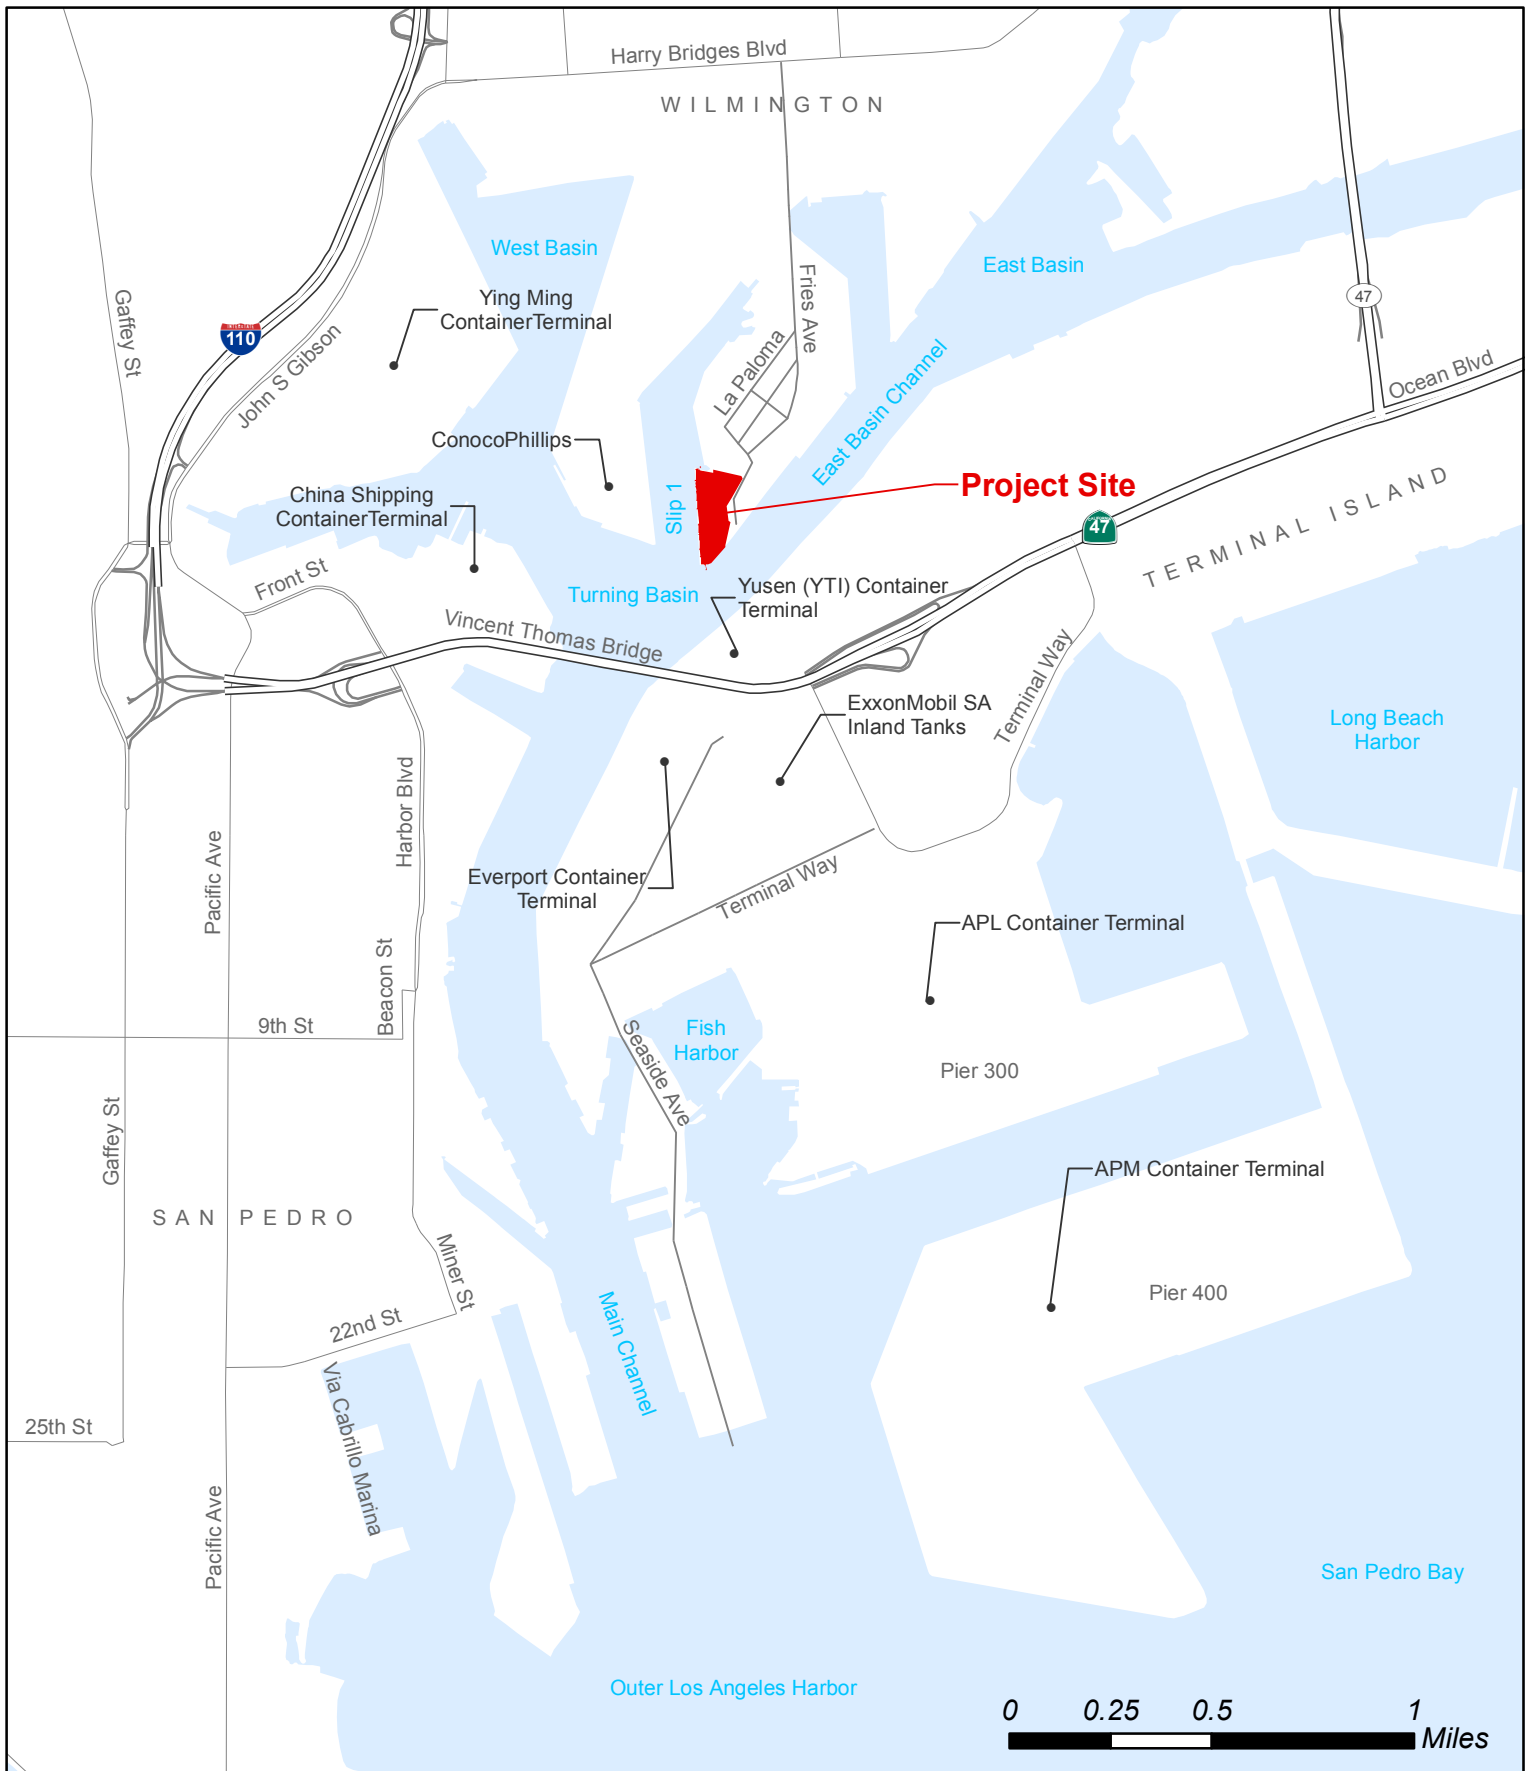 Harry Bridges Blvd
WILMINGTON
West Basin
East Basin
Fries Ave
47
Ying Ming
ContainerTerminal
Gaffey St
INTERSTATE
110
John S Gibson
La Paloma
East Basin Channel
Ocean Blvd
ConocoPhillips
Slip 1
Project Site
China Shipping
ContainerTerminal
47
TERMINAL ISLAND
Front St
Turning Basin
Yusen (YTI) Container
Terminal
Vincent Thomas Bridge
Terminal Way
ExxonMobil SA
Inland Tanks
Long Beach
Harbor
Harbor Blvd
Pacific Ave
Everport Container
Terminal
Terminal Way
APL Container Terminal
Beacon St
9th St
Fish
Harbor
Seaside Ave
Pier 300
Gaffey St
APM Container Terminal
SAN PEDRO
Miner St
Pier 400
22nd St
Main Channel
Via Cabrillo Marina
25th St
Pacific Ave
San Pedro Bay
Outer Los Angeles Harbor
0 0.25 0.5 1
Miles